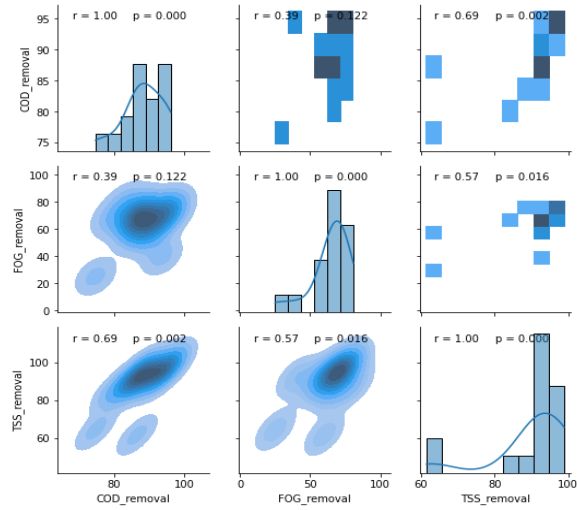 r = 1.00 p = 0.000
r = 0.39 p = 0.122
r = 0.69 p = 0.002
COD_removal
95
90
85
80
75
r = 0.39 p = 0.122
r = 1.00 p = 0.000
r = 0.57 p = 0.016
FOG_removal
100
80
60
40
20
0
r = 0.69 p = 0.002
r = 0.57 p = 0.016
r = 1.00 p = 0.000
TSS_removal
100
80
60
80 100
0 50 100
60 80 100
COD_removal
FOG_removal
TSS_removal